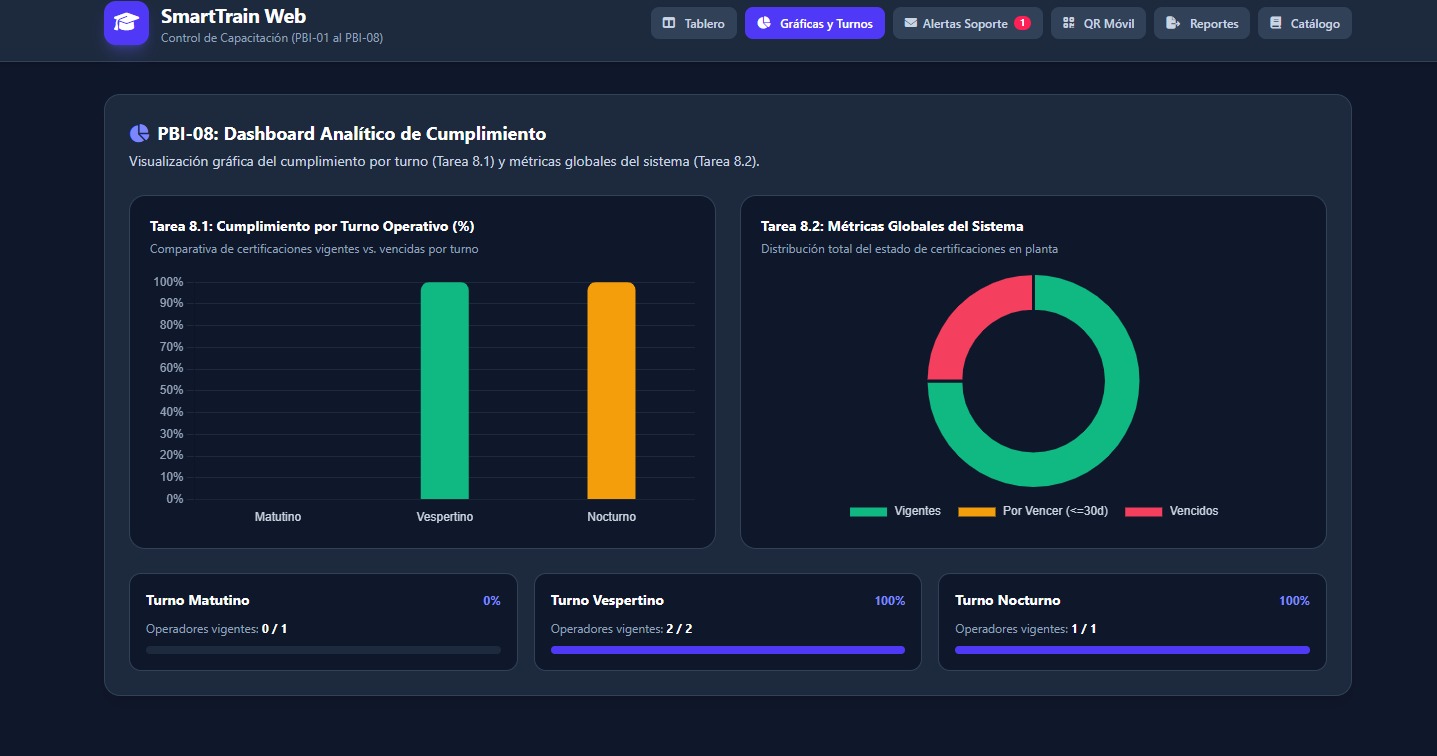 SmartTrain Web
Control de Capacitación (PBI-01 al PBI-08)
Tablero
Gráficas y Turnos
Alertas Soporte 1
QR Móvil
Reportes
Catálogo
PBI-08: Dashboard Analítico de Cumplimiento
Visualización gráfica del cumplimiento por turno (Tarea 8.1) y métricas globales del sistema (Tarea 8.2).
Tarea 8.1: Cumplimiento por Turno Operativo (%)
Comparativa de certificaciones vigentes vs. vencidas por turno
100%
90%
80%
70%
60%
50%
40%
30%
20%
10%
0%
Matutino
Vespertino
Nocturno
Tarea 8.2: Métricas Globales del Sistema
Distribución total del estado de certificaciones en planta
Vigentes
Por Vencer (<=30d)
Vencidos
Turno Matutino
0%
Operadores vigentes: 0 / 1
Turno Vespertino
100%
Operadores vigentes: 2 / 2
Turno Nocturno
100%
Operadores vigentes: 1 / 1